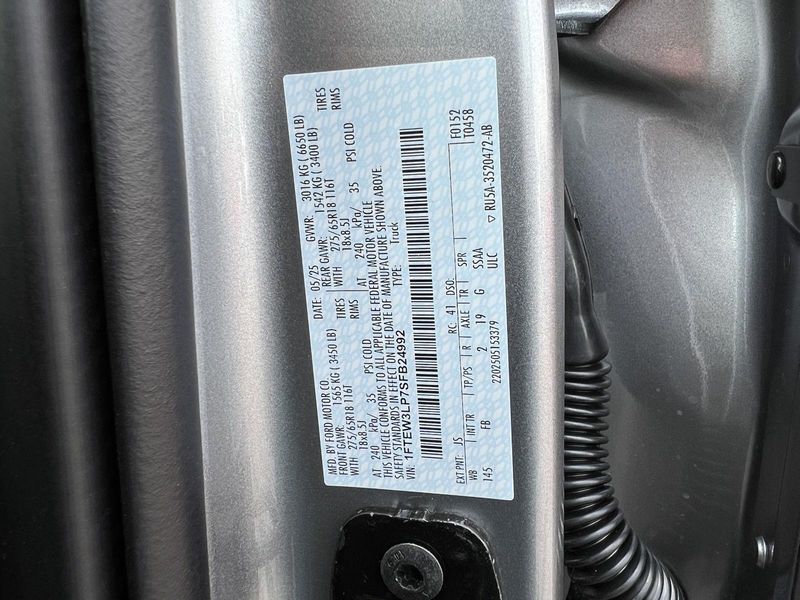 MFD. BY FORD MOTOR CO. DATE: 05/25 GVWR: 3016 KG ( 6650 LB)
FRONT GAWR: 1565 KG ( 3450 LB) REAR GAWR: 1542 KG ( 3400 LB)
WITH 275/65R18 116T TIRES WITH 275/65R18 116T TIRES
18x8.5J RIMS 18x8.5J RIMS
AT 240 kPa/ 35 PSI COLD AT 240 kPa/ 35 PSI COLD
THIS VEHICLE CONFORMS TO ALL APPLICABLE FEDERAL MOTOR VEHICLE
SAFETY STANDARDS IN EFFECT ON THE DATE OF MANUFACTURE SHOWN ABOVE.
VIN: 1FTEW3LP7SFB24992 TYPE: Truck
F0152
EXT PNT: JS RC: 41 DSO: T0458
WB INT TR TP/PS R AXLE TR SPR
145 FB 2 19 G SSAA
2202505153379 ULC ▽ RU5A-3520472-AB